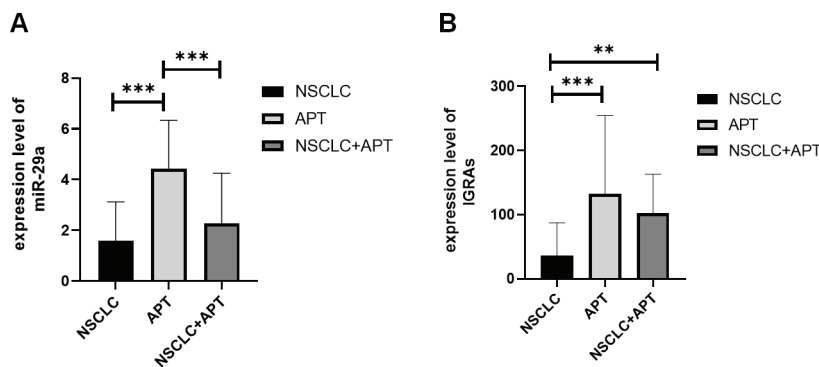 A
***
***
8
6
4
2
0
expression level of
miR-29a
NSCLC
APT
NSCLC+APT
NSCLC
APT
NSCLC+APT
B
**
***
300
200
100
0
expression level of
IGRAs
NSCLC
APT
NSCLC+APT
NSCLC
APT
NSCLC+APT